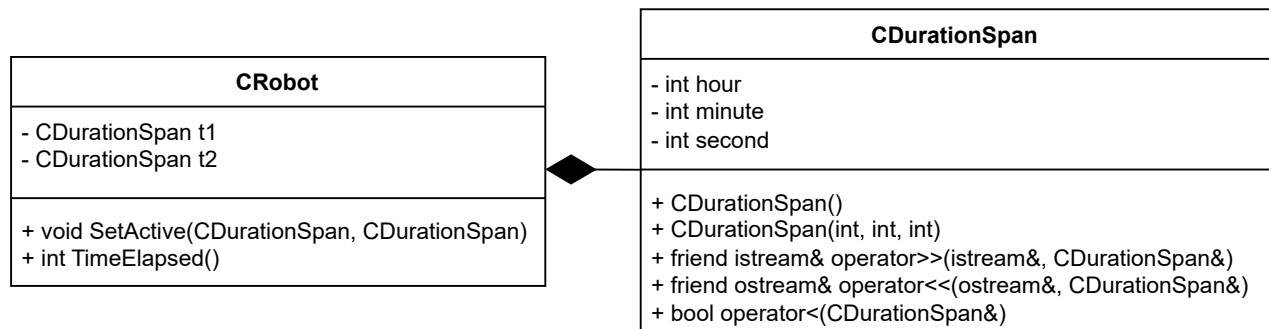 CRobot
- CDurationSpan t1
- CDurationSpan t2
+ void SetActive(CDurationSpan, CDurationSpan)
+ int TimeElapsed()
CDurationSpan
- int hour
- int minute
- int second
+ CDurationSpan()
+ CDurationSpan(int, int, int)
+ friend istream& operator>>(istream&, CDurationSpan&)
+ friend ostream& operator<<(ostream&, CDurationSpan&)
+ bool operator<(CDurationSpan&)